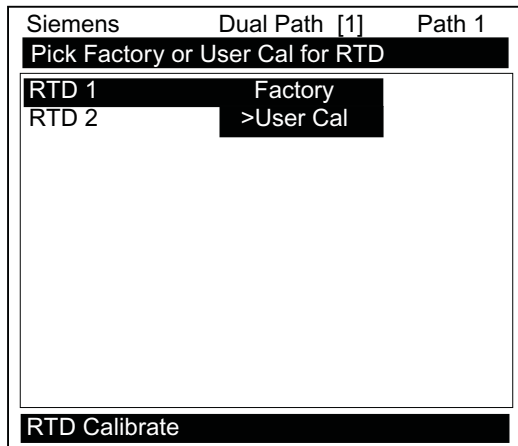 Siemens Dual Path [1] Path 1
Pick Factory or User Cal for RTD
RTD 1 Factory
RTD 2 >User Cal
RTD Calibrate